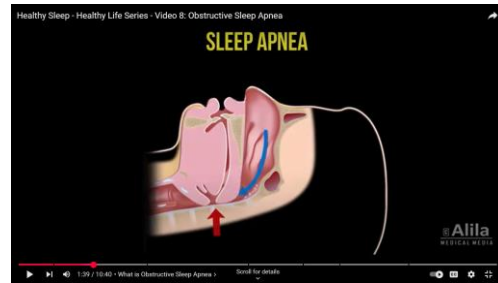 Healthy Sleep - Healthy Life Series - Video 8: Obstructive Sleep Apnea
SLEEP APNEA
Alila
MEDICAL MEDIA
1:39 / 10:40 • What is Obstructive Sleep Apnea ›
Scroll for details